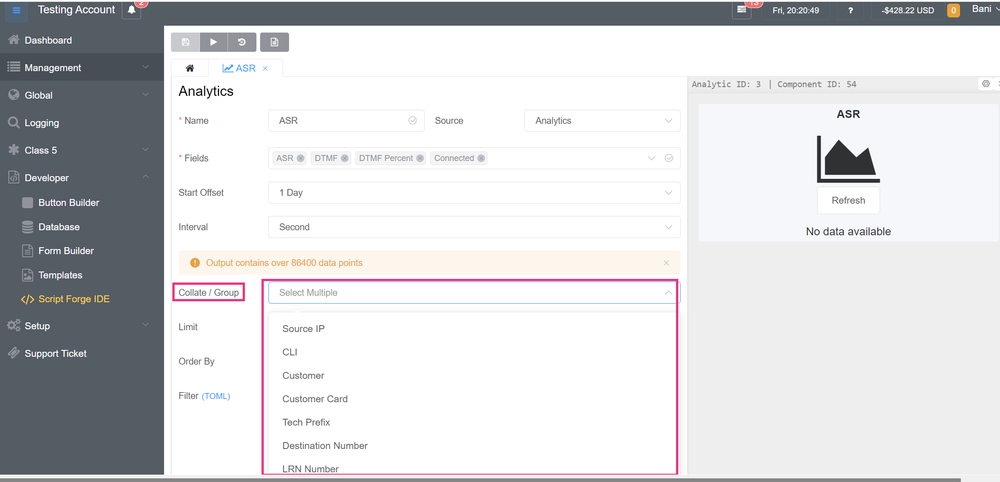 Testing Account
2
13
Fri, 20:20:49
?
-$428.22 USD
0
Bani
Dashboard
Management
Global
Logging
Class 5
Developer
Button Builder
Database
Form Builder
Templates
Script Forge IDE
Setup
Support Ticket
ASR
Analytics
* Name
ASR
Source
Analytics
* Fields
ASR
DTMF
DTMF Percent
Connected
Start Offset
1 Day
Interval
Second
Output contains over 86400 data points
Collate / Group
Select Multiple
Limit
Order By
Filter (TOML)
Source IP
CLI
Customer
Customer Card
Tech Prefix
Destination Number
LRN Number
Analytic ID: 3 | Component ID: 54
ASR
Refresh
No data available